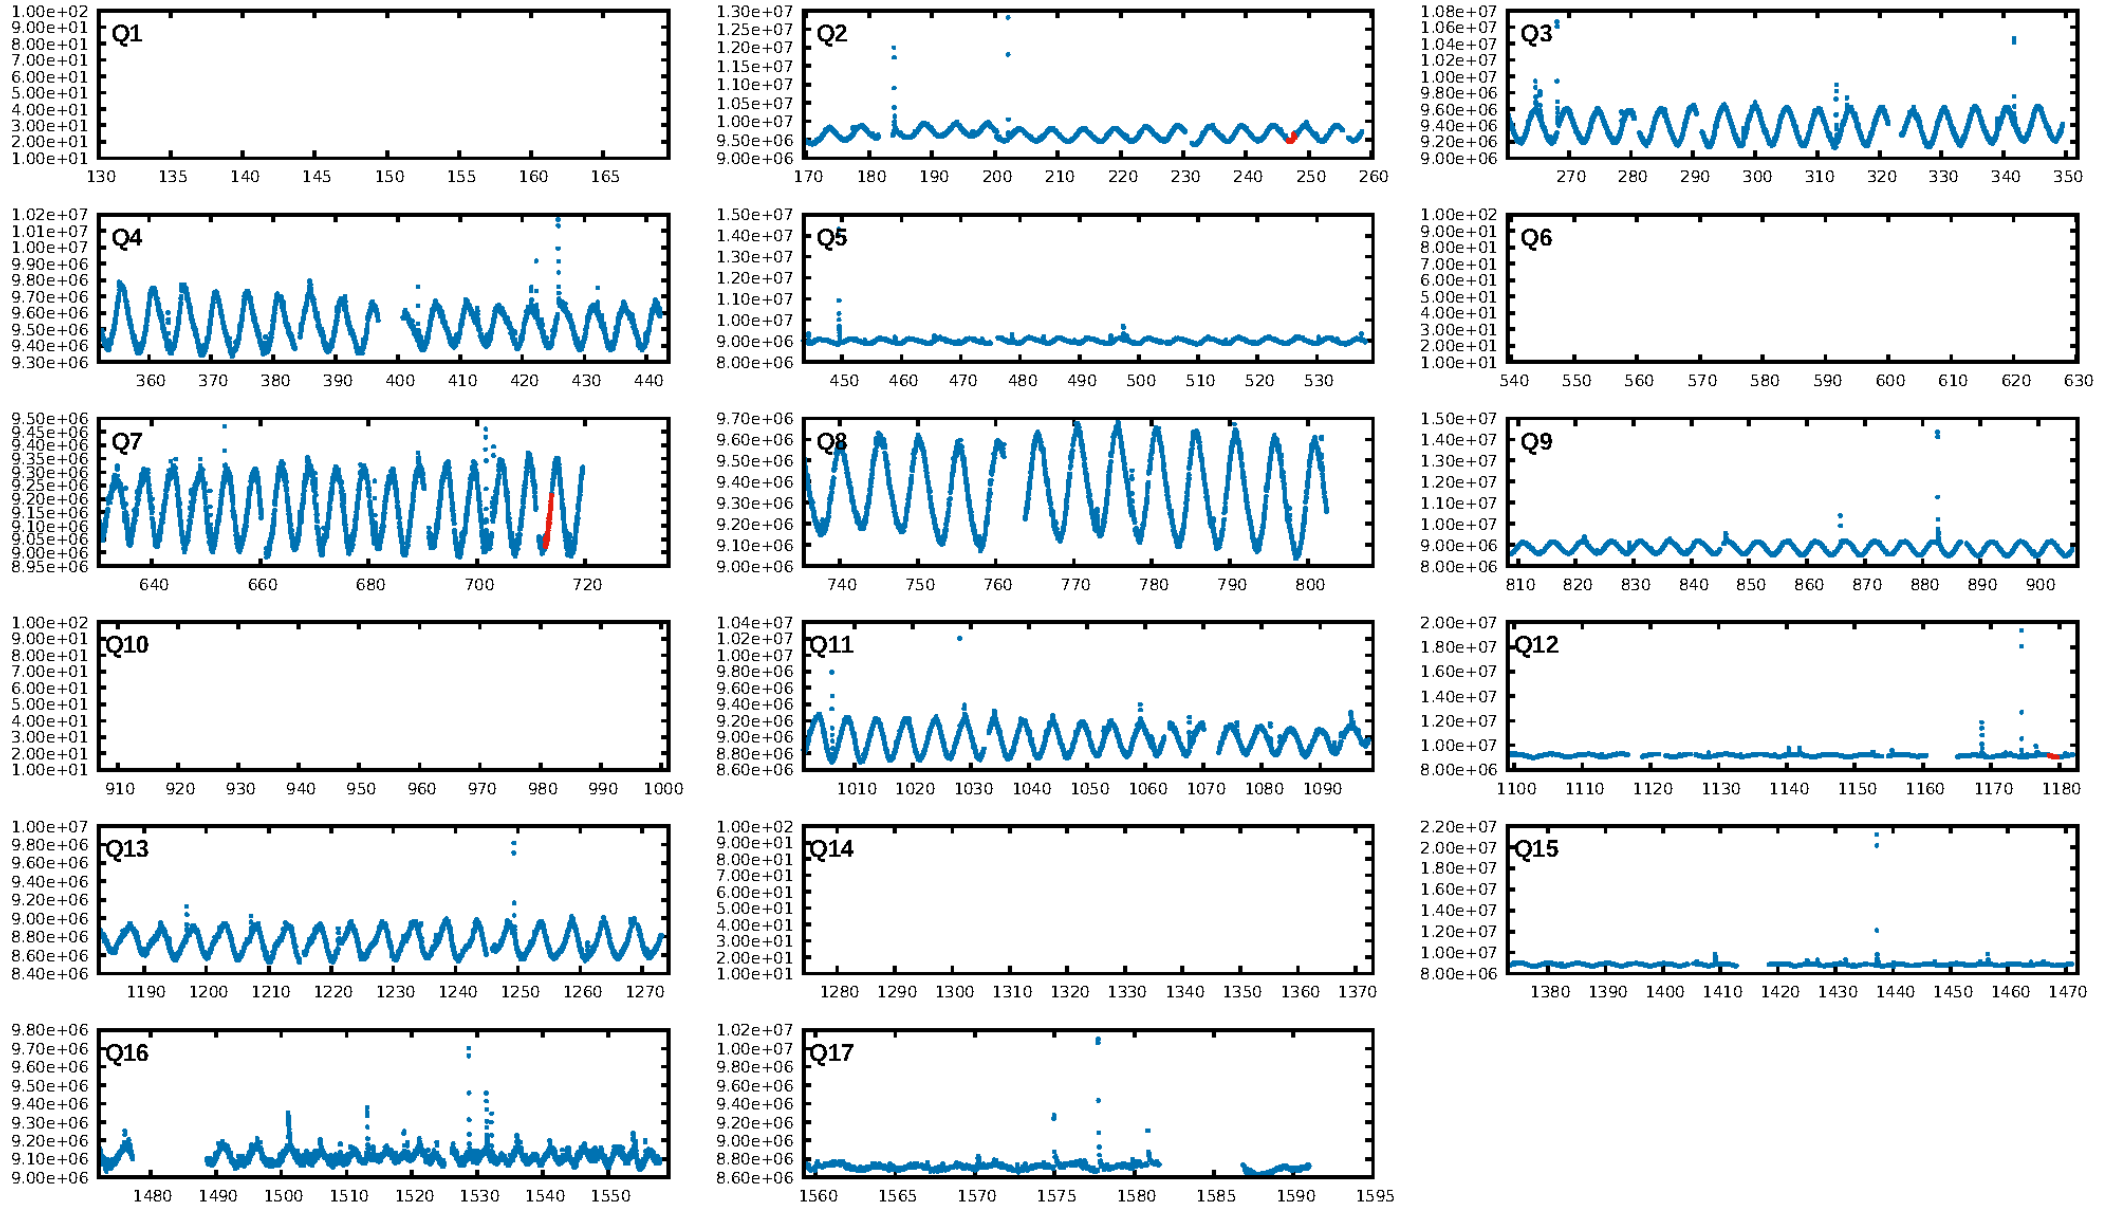 1.00e+02
9.00e+01
8.00e+01
7.00e+01
6.00e+01
5.00e+01
4.00e+01
3.00e+01
2.00e+01
1.00e+01
Q1
130 135 140 145 150 155 160 165
1.30e+07
1.25e+07
1.20e+07
1.15e+07
1.10e+07
1.05e+07
1.00e+07
9.50e+06
9.00e+06
Q2
170 180 190 200 210 220 230 240 250 260
1.08e+07
1.06e+07
1.04e+07
1.02e+07
1.00e+07
9.80e+06
9.60e+06
9.40e+06
9.20e+06
9.00e+06
Q3
270 280 290 300 310 320 330 340 350
1.02e+07
1.01e+07
1.00e+07
9.90e+06
9.80e+06
9.70e+06
9.60e+06
9.50e+06
9.40e+06
9.30e+06
Q4
360 370 380 390 400 410 420 430 440
1.50e+07
1.40e+07
1.30e+07
1.20e+07
1.10e+07
1.00e+07
9.00e+06
8.00e+06
Q5
450 460 470 480 490 500 510 520 530
1.00e+02
9.00e+01
8.00e+01
7.00e+01
6.00e+01
5.00e+01
4.00e+01
3.00e+01
2.00e+01
1.00e+01
Q6
540 550 560 570 580 590 600 610 620 630
9.50e+06
9.45e+06
9.40e+06
9.35e+06
9.30e+06
9.25e+06
9.20e+06
9.15e+06
9.10e+06
9.05e+06
9.00e+06
8.95e+06
Q7
640 660 680 700 720
9.70e+06
9.60e+06
9.50e+06
9.40e+06
9.30e+06
9.20e+06
9.10e+06
9.00e+06
Q8
740 750 760 770 780 790 800
1.50e+07
1.40e+07
1.30e+07
1.20e+07
1.10e+07
1.00e+07
9.00e+06
8.00e+06
Q9
810 820 830 840 850 860 870 880 890 900
1.00e+02
9.00e+01
8.00e+01
7.00e+01
6.00e+01
5.00e+01
4.00e+01
3.00e+01
2.00e+01
1.00e+01
Q10
910 920 930 940 950 960 970 980 990 1000
1.04e+07
1.02e+07
1.00e+07
9.80e+06
9.60e+06
9.40e+06
9.20e+06
9.00e+06
8.80e+06
8.60e+06
Q11
1010 1020 1030 1040 1050 1060 1070 1080 1090
2.00e+07
1.80e+07
1.60e+07
1.40e+07
1.20e+07
1.00e+07
8.00e+06
Q12
1100 1110 1120 1130 1140 1150 1160 1170 1180
1.00e+07
9.80e+06
9.60e+06
9.40e+06
9.20e+06
9.00e+06
8.80e+06
8.60e+06
8.40e+06
Q13
1190 1200 1210 1220 1230 1240 1250 1260 1270
1.00e+02
9.00e+01
8.00e+01
7.00e+01
6.00e+01
5.00e+01
4.00e+01
3.00e+01
2.00e+01
1.00e+01
Q14
1280 1290 1300 1310 1320 1330 1340 1350 1360 1370
2.20e+07
2.00e+07
1.80e+07
1.60e+07
1.40e+07
1.20e+07
1.00e+07
8.00e+06
Q15
1380 1390 1400 1410 1420 1430 1440 1450 1460 1470
9.80e+06
9.70e+06
9.60e+06
9.50e+06
9.40e+06
9.30e+06
9.20e+06
9.10e+06
9.00e+06
Q16
1480 1490 1500 1510 1520 1530 1540 1550
1.02e+07
1.00e+07
9.80e+06
9.60e+06
9.40e+06
9.20e+06
9.00e+06
8.80e+06
8.60e+06
Q17
1560 1565 1570 1575 1580 1585 1590 1595